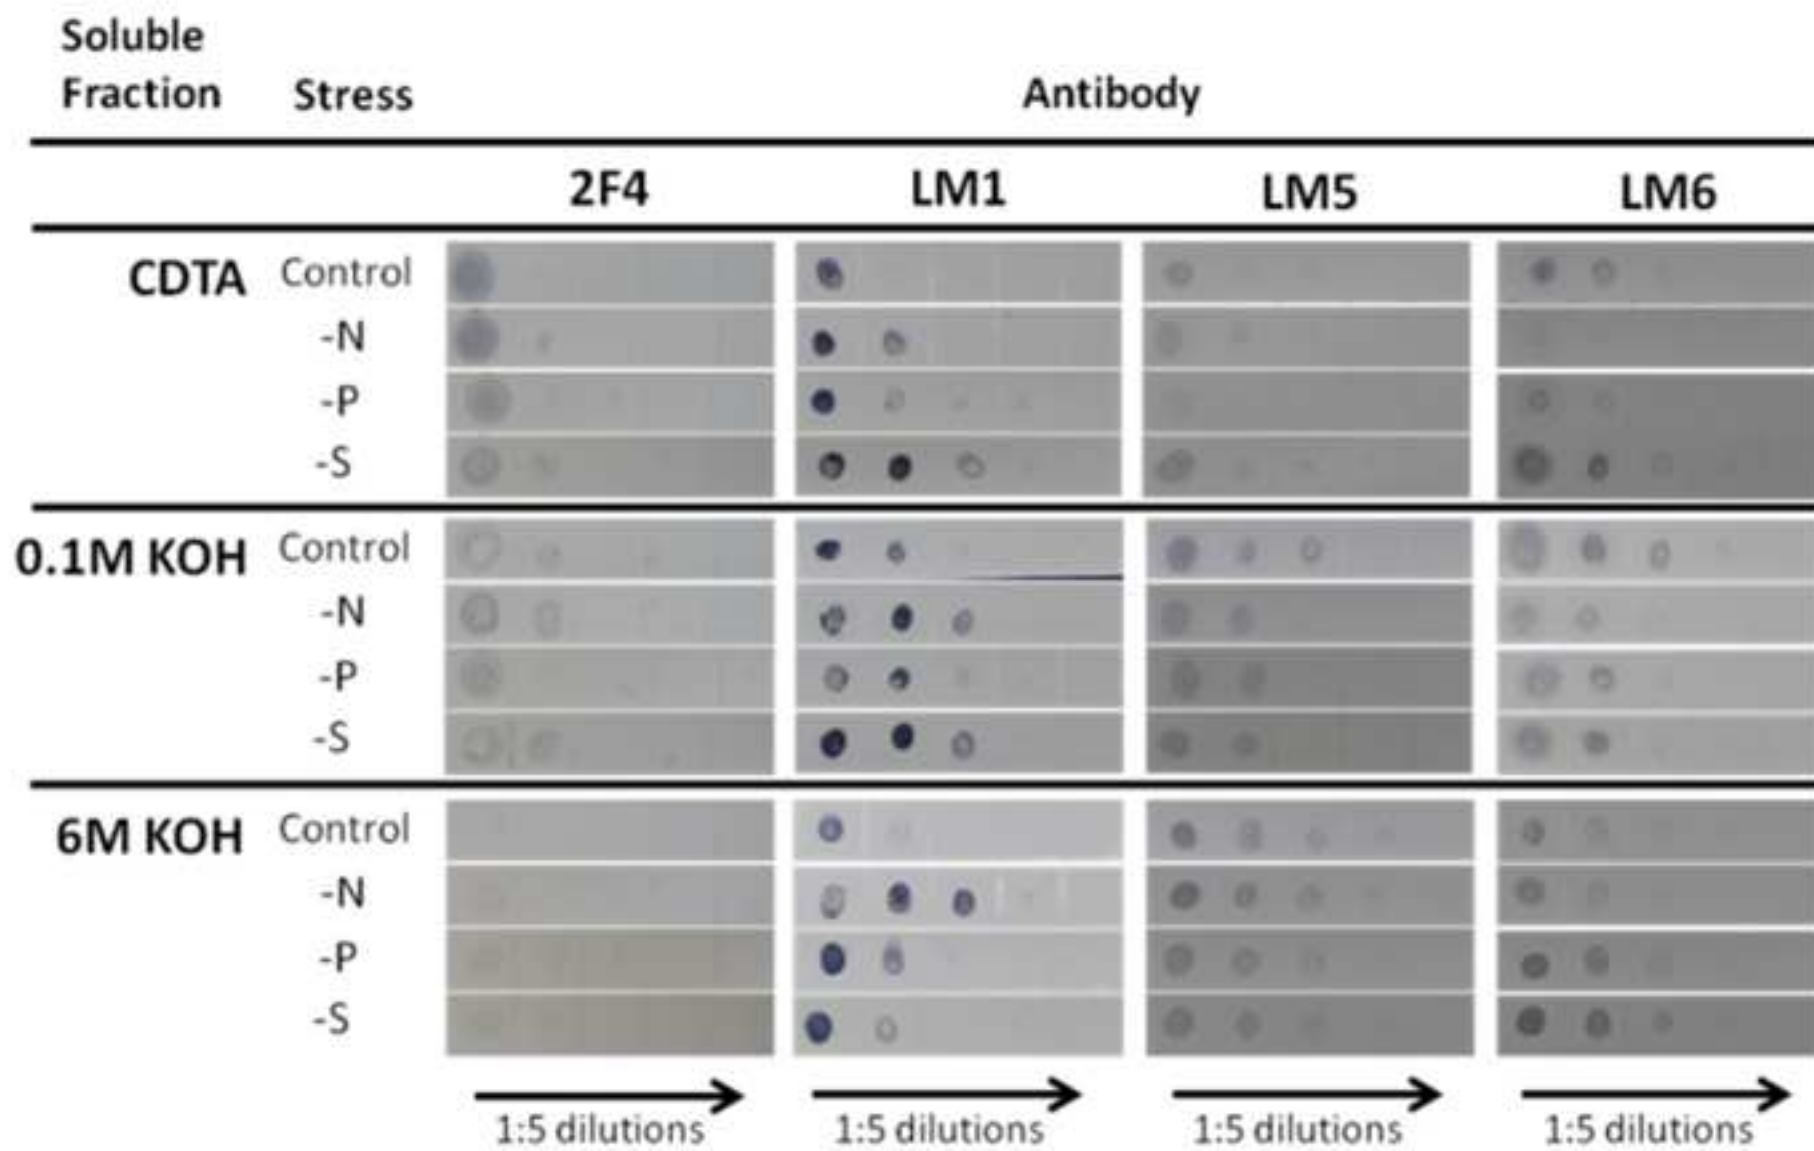 Soluble
Fraction Stress Antibody
2F4 LM1 LM5 LM6
CDTA Control
-N
-P
-S
0.1M KOH Control
-N
-P
-S
6M KOH Control
-N
-P
-S
1:5 dilutions 1:5 dilutions 1:5 dilutions 1:5 dilutions